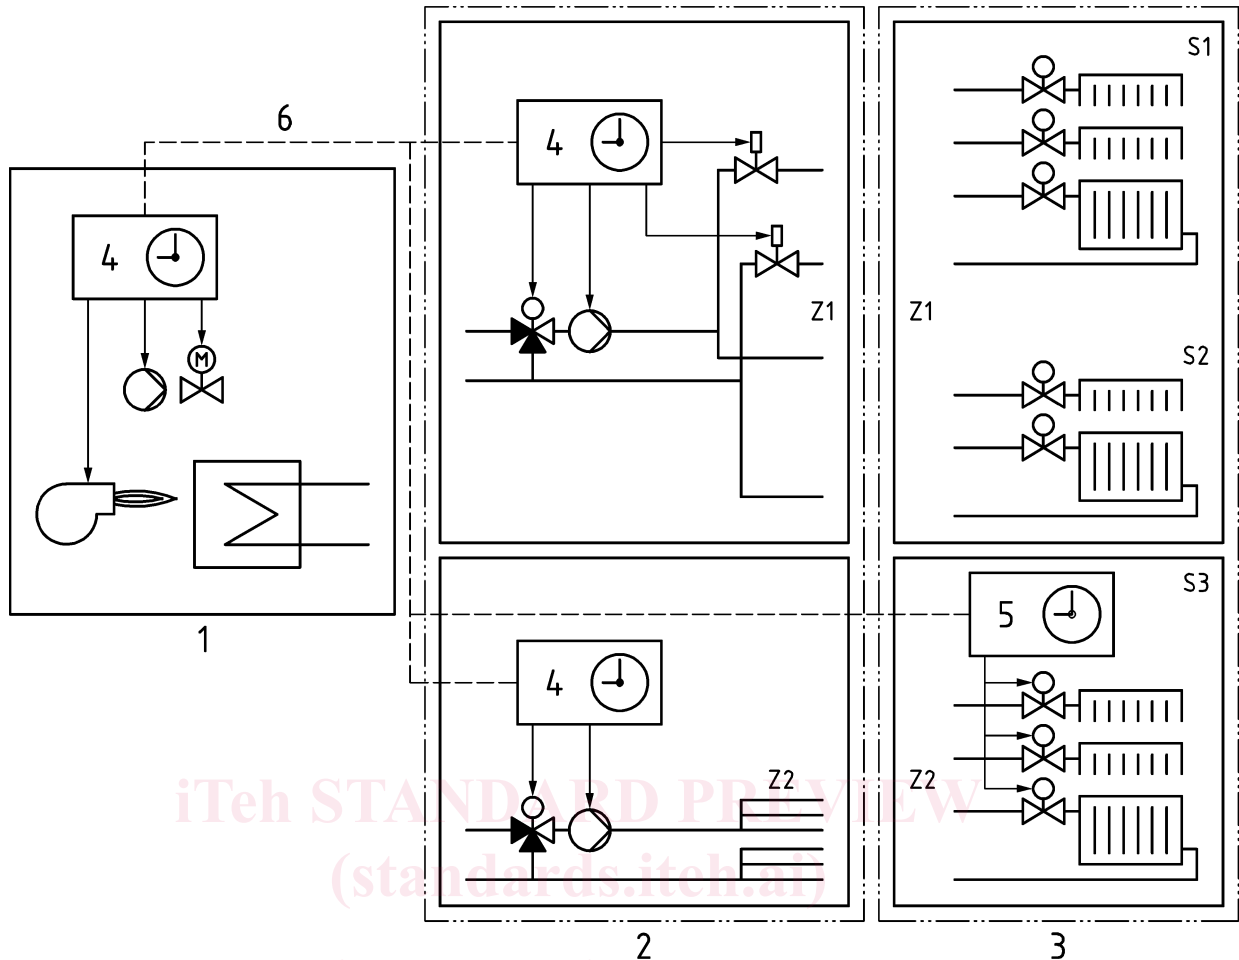 S1
6
4
4
M
Z1
Z1
S2
1
5
S3
4
Z2
Z2
iTeh STANDARD PREVIEW
(standards.iteh.ai)
2
3